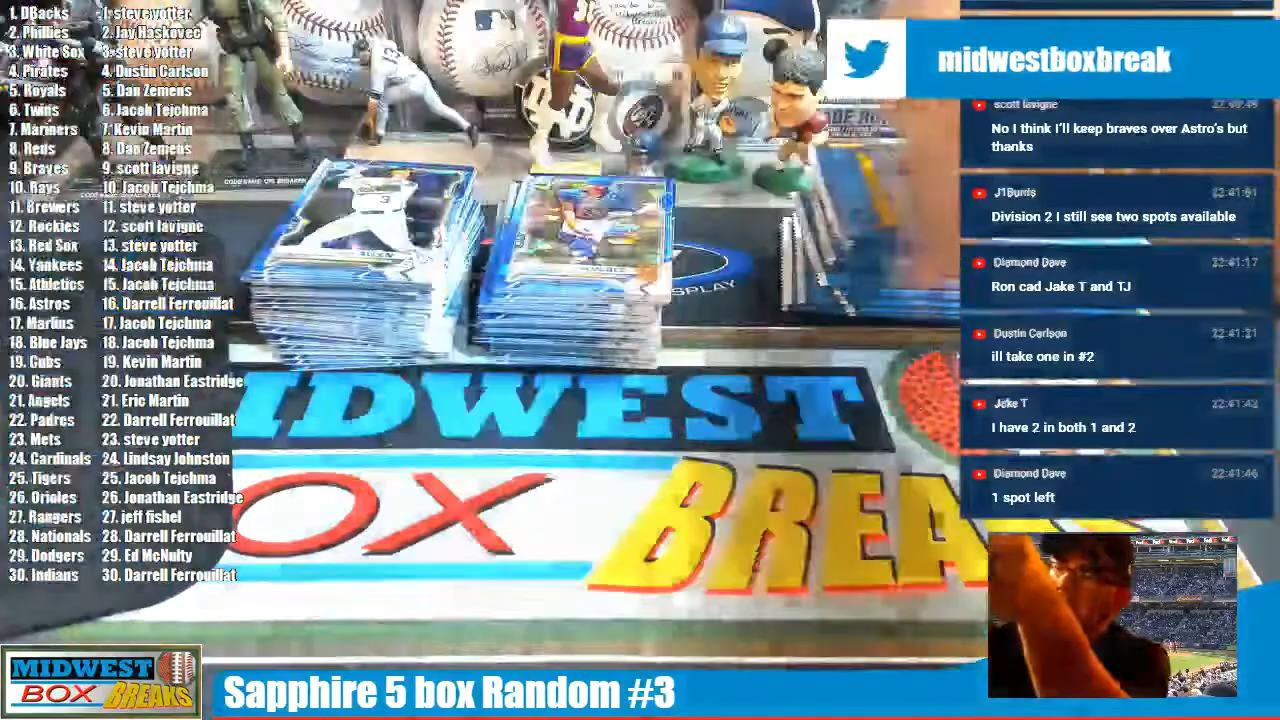 1. DBacks 1. steve yotter
2. Phillies 2. Jay Haskovec
3. White Sox 3. steve yotter
4. Pirates 4. Dustin Carlson
5. Royals 5. Dan Zemens
6. Twins 6. Jacob Tejchma
7. Mariners 7. Kevin Martin
8. Reds 8. Dan Zemens
9. Braves 9. scott lavigne
10. Rays 10. Jacob Tejchma
11. Brewers 11. steve yotter
12. Rockies 12. scott lavigne
13. Red Sox 13. steve yotter
14. Yankees 14. Jacob Tejchma
15. Athletics 15. Jacob Tejchma
16. Astros 16. Darrell Ferrouillat
17. Marlins 17. Jacob Tejchma
18. Blue Jays 18. Jacob Tejchma
19. Cubs 19. Kevin Martin
20. Giants 20. Jonathan Eastridge
21. Angels 21. Eric Martin
22. Padres 22. Darrell Ferrouillat
23. Mets 23. steve yotter
24. Cardinals 24. Lindsay Johnston
25. Tigers 25. Jacob Tejchma
26. Orioles 26. Jonathan Eastridge
27. Rangers 27. jeff fishel
28. Nationals 28. Darrell Ferrouillat
29. Dodgers 29. Ed McNulty
30. Indians 30. Darrell Ferrouillat
midwestboxbreak
scott lavigne
No I think I'll keep braves over Astro's but
thanks
J1Burris
Division 2 I still see two spots available
Diamond Dave 22:41:17
Ron cad Jake T and TJ
Dustin Carlson 22:41:21
ill take one in #2
Jake T
I have 2 in both 1 and 2
Diamond Dave 22:41:46
1 spot left
ALLEN
IDWEST
OX BREA
MIDWEST
BOX BREAKS
Sapphire 5 box Random #3